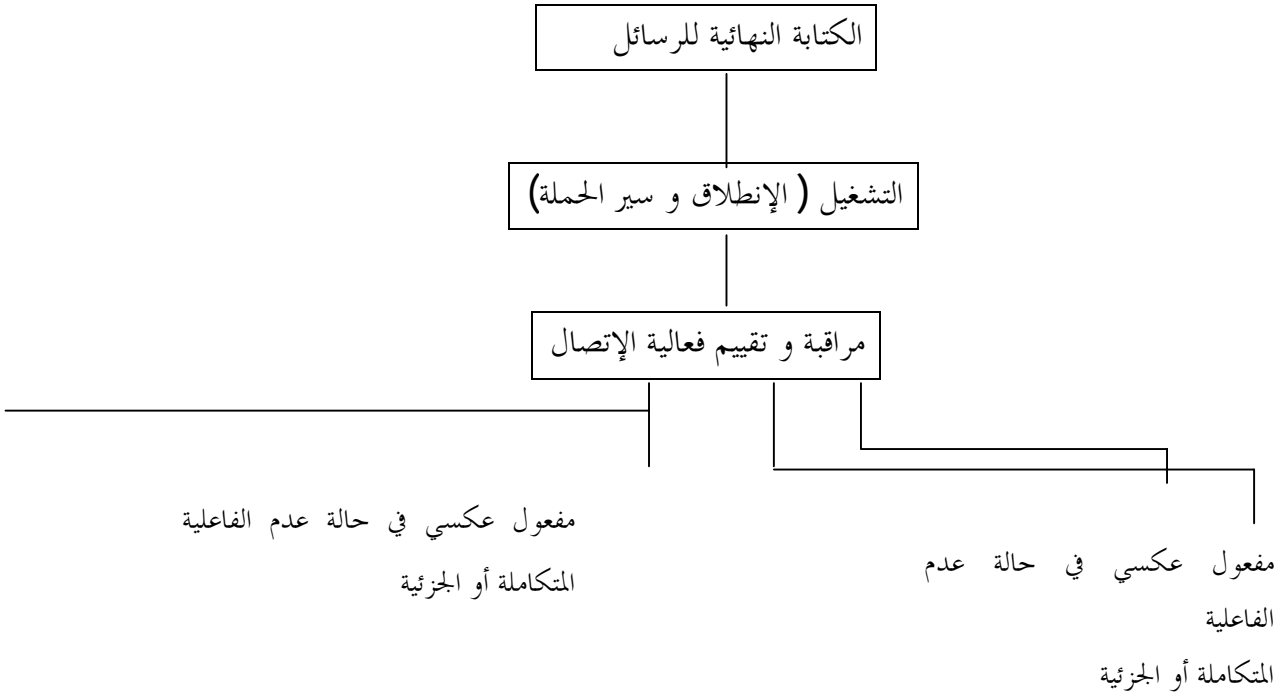 الكتابة النهائية للرسائل
التشغيل ( الإنطلاق و سير الحملة)
مراقبة و تقييم فعالية الإتصال
مفعول عكسي في حالة عدم
الفاعلية
المتكاملة أو الجزئية
مفعول عكسي في حالة عدم الفاعلية
المتكاملة أو الجزئية